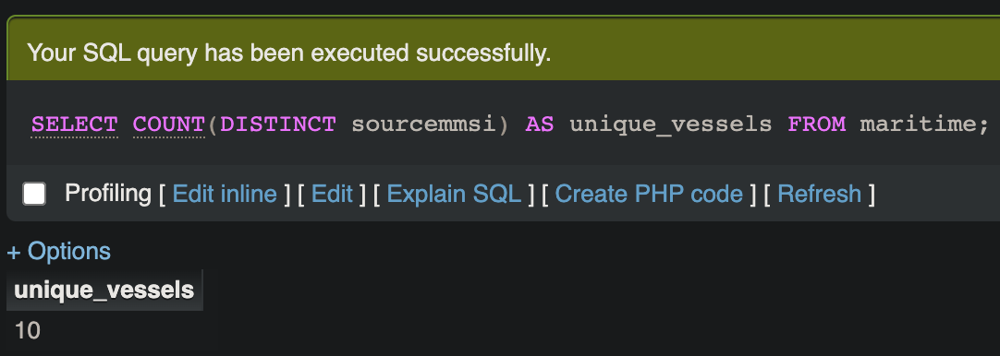 Your SQL query has been executed successfully.
SELECT COUNT(DISTINCT sourcemmsi) AS unique_vessels FROM maritime;
Profiling [ Edit inline ] [ Edit ] [ Explain SQL ] [ Create PHP code ] [ Refresh ]
+ Options
unique_vessels
10